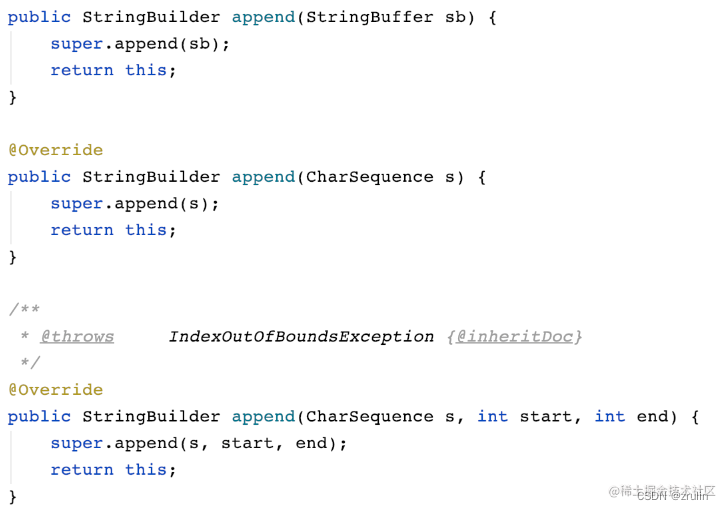 public StringBuilder append(StringBuffer sb) {
    super.append(sb);
    return this;
}

@Override
public StringBuilder append(CharSequence s) {
    super.append(s);
    return this;
}

/**
 * @throws     IndexOutOfBoundsException {@inheritDoc}
 */
@Override
public StringBuilder append(CharSequence s, int start, int end) {
    super.append(s, start, end);
    return this;
}
@稀土掘金技术社区
CSDN @zrulin